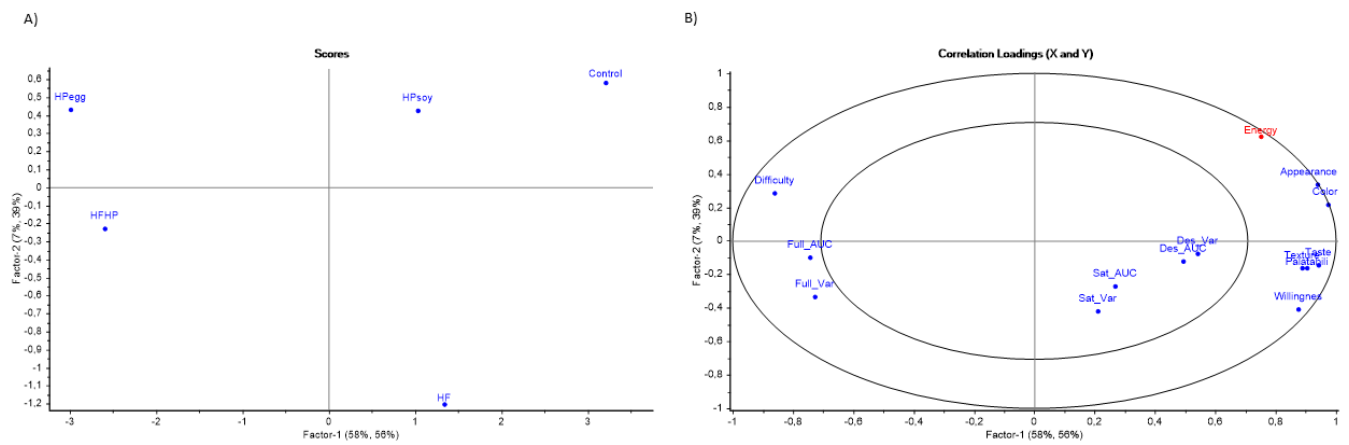 A)
Scores
0,6
0,5
0,4
0,3
0,2
0,1
0
-0,1
-0,2
-0,3
-0,4
-0,5
-0,6
-0,7
-0,8
-0,9
-1
-1,1
-1,2
Factor-2 (7%, 39%)
Control
HPegg
HPsoy
HFHP
HF
-3
-2
-1
0
1
2
3
Factor-1 (58%, 56%)
B)
Correlation Loadings (X and Y)
1
0,8
0,6
0,4
0,2
0
-0,2
-0,4
-0,6
-0,8
-1
Factor-2 (7%, 39%)
Energy
Appearance
Difficulty
Color
Des_Var
Full_AUC
Des_AUC
Taste
Texture
Palatabili
Sat_AUC
Full_Var
Sat_Var
Willingnes
-1
-0,8
-0,6
-0,4
-0,2
0
0,2
0,4
0,6
0,8
1
Factor-1 (58%, 56%)